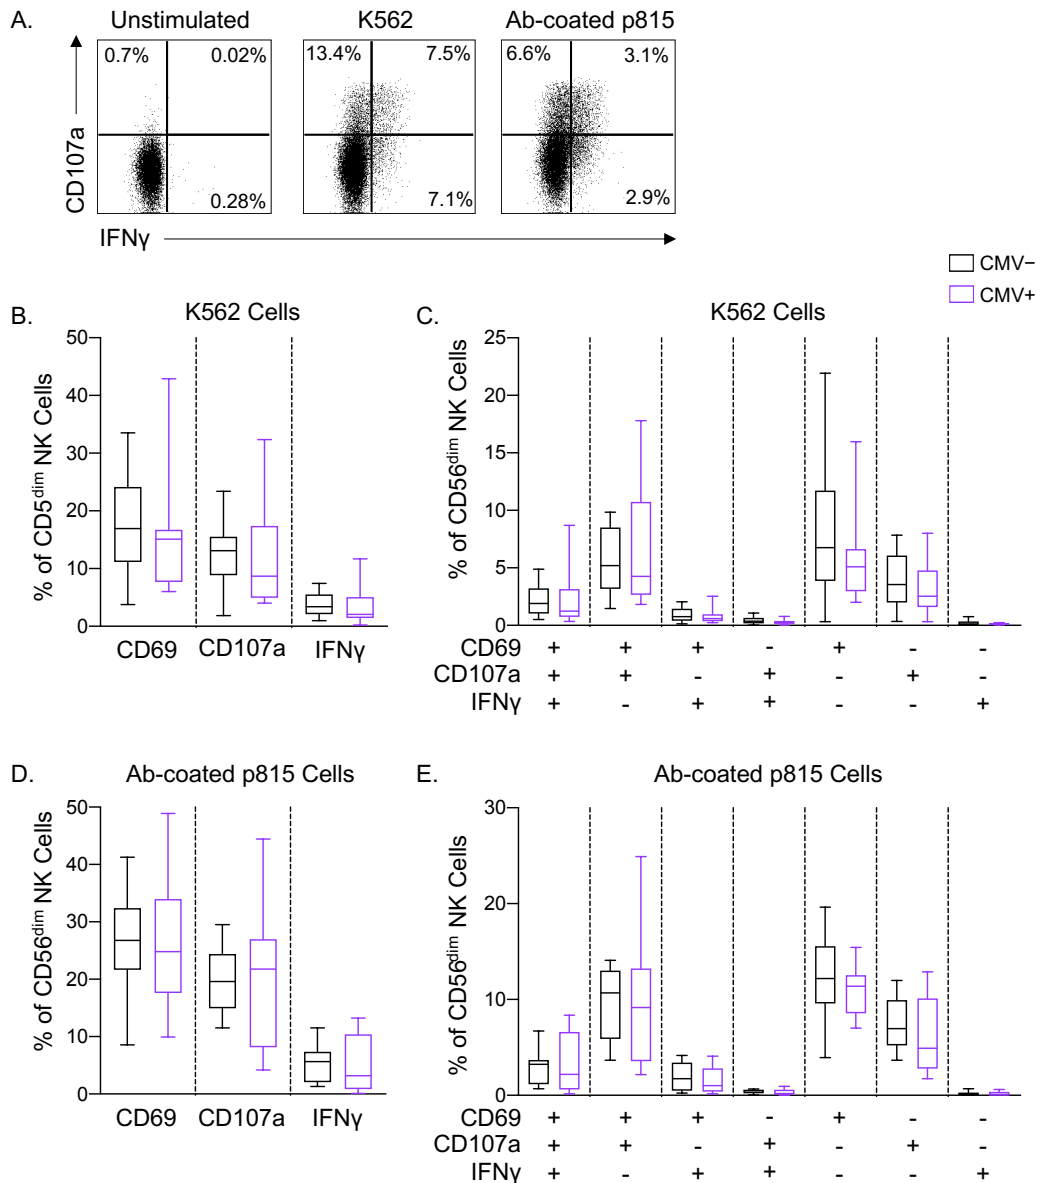 A.
Unstimulated K562 Ab-coated p815
0.7% 0.02% 13.4% 7.5% 6.6% 3.1%
0.28% 7.1% 2.9%
CD107a
IFNγ
CMV−
CMV+
B.
K562 Cells
% of CD5dim NK Cells
50
40
30
20
10
0
CD69 CD107a IFNγ
C.
K562 Cells
% of CD56dim NK Cells
25
20
15
10
5
0
CD69 + + + - + - -
CD107a + + - + - + -
IFNγ + - + + - - +
D.
Ab-coated p815 Cells
% of CD56dim NK Cells
50
40
30
20
10
0
CD69 CD107a IFNγ
E.
Ab-coated p815 Cells
% of CD56dim NK Cells
30
20
10
0
CD69 + + + - + - -
CD107a + + - + - + -
IFNγ + - + + - - +